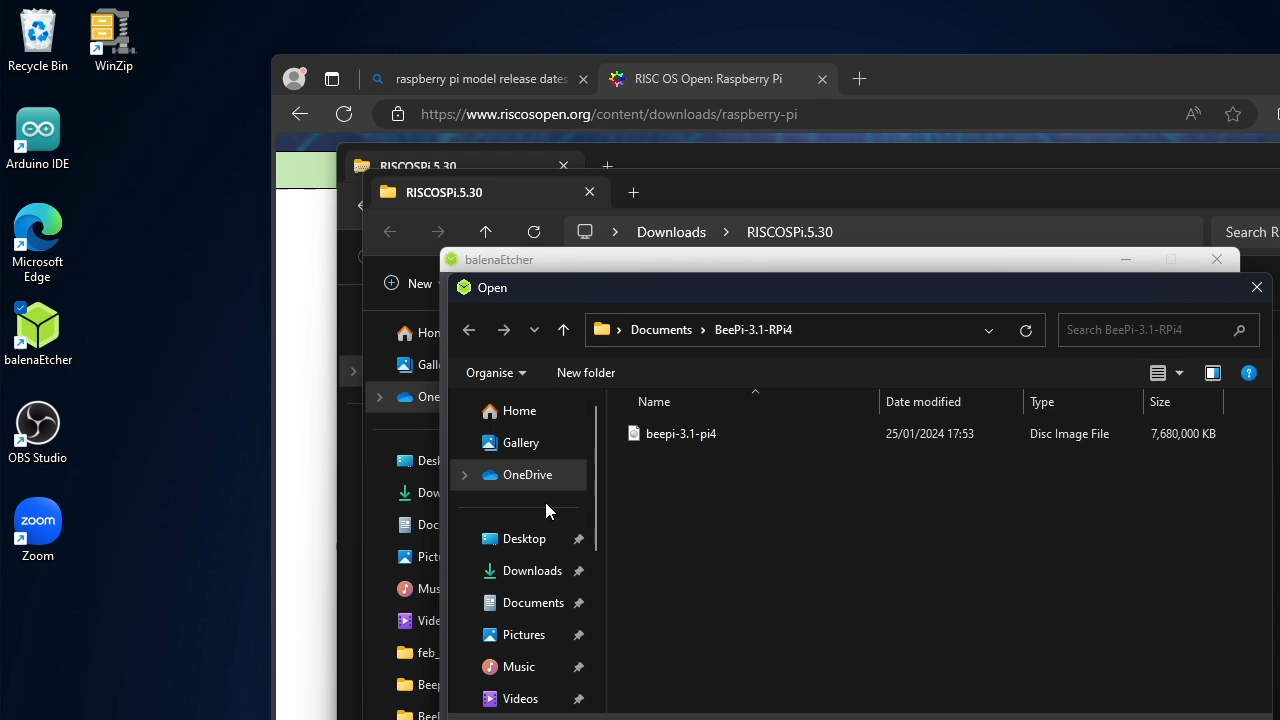 Recycle Bin
WinZip
Arduino IDE
Microsoft
Edge
balenaEtcher
OBS Studio
zoom
Zoom
raspberry pi model release dates
RISC OS Open: Raspberry Pi
https://www.riscosopen.org/content/downloads/raspberry-pi
RISCOSPi.5.30
RISCOSPi.5.30
Downloads > RISCOSPi.5.30
Search R
New
balenaEtcher
Open
Documents > BeePi-3.1-RPi4
Search BeePi-3.1-RPi4
Organise
New folder
Name
Date modified
Type
Size
beepi-3.1-pi4
25/01/2024 17:53
Disc Image File
7,680,000 KB
Home
Gallery
OneDrive
Desktop
Downloads
Documents
Pictures
Music
Videos
Hon
Gall
One
Desk
Dow
Doc
Pict
Mus
Vide
feb_
Beep